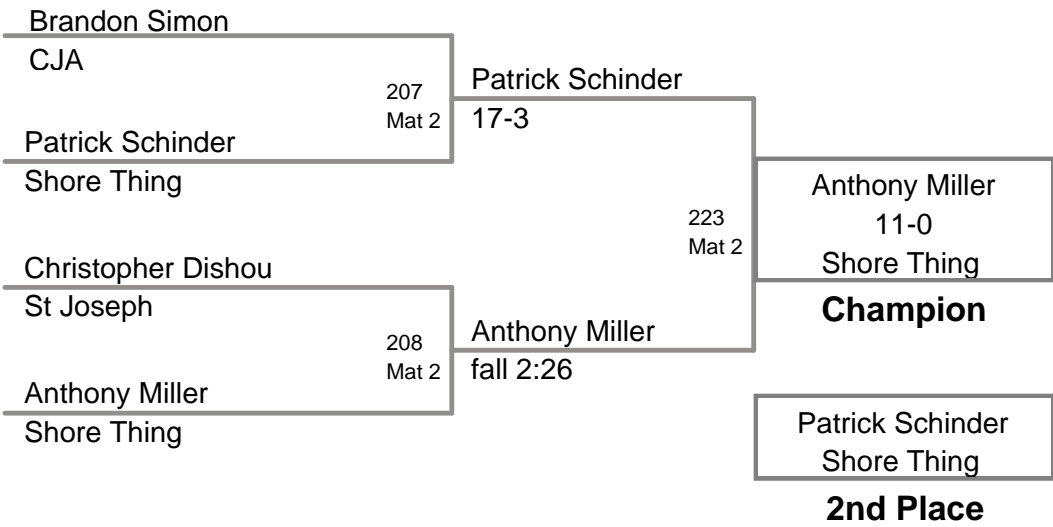 Brandon Simon
CJA
207
Mat 2
Patrick Schinder
Shore Thing
Patrick Schinder
17-3
Christopher Dishou
St Joseph
208
Mat 2
Anthony Miller
Shore Thing
Anthony Miller
fall 2:26
223
Mat 2
Anthony Miller
11-0
Shore Thing
Champion
Patrick Schinder
Shore Thing
2nd Place